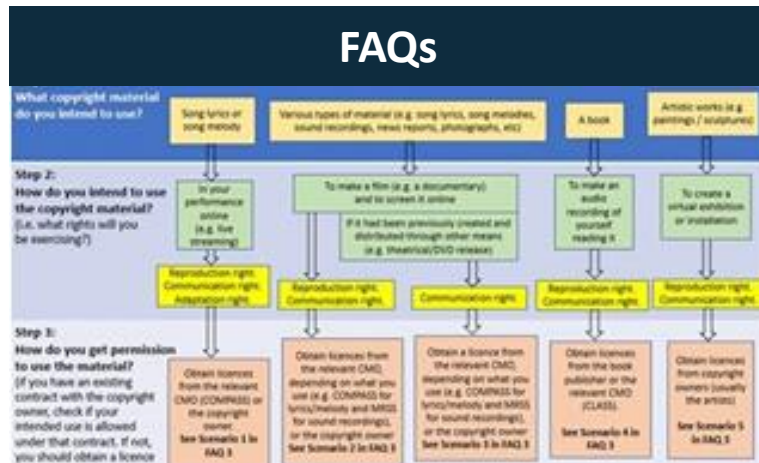 FAQs
What copyright material
do you intend to use?
Song lyrics or
song melody
Various types of material (e.g. song lyrics, song melodies,
sound recordings, news reports, photographs, etc)
A book
Artistic works (e.g
paintings / sculptures)
Step 2:
How do you intend to use
the copyright material?
(i.e. what rights will you
be exercising?)
In your
performance
online
(e.g. live
streaming)
To make a film (e.g. a documentary)
and to screen it online
If it had been previously created and
distributed through other means
(e.g. theatrical/DVD release)
To make an
audio
recording of
yourself
reading it
To create a
virtual exhibition
or installation
Reproduction right.
Communication right.
Adaptation right.
Reproduction right.
Communication right.
Communication right.
Reproduction right.
Communication right.
Reproduction right.
Communication right.
Step 3:
How do you get permission
to use the material?
(if you have an existing
contract with the copyright
owner, check if your
intended use is allowed
under that contract. If not,
you should obtain a licence
Obtain licences
from the relevant
CMO (COMPASS) or
the copyright
owner.
See Scenario 1 in
FAQ 3
Obtain licences from
the relevant CMO,
depending on what you
use (e.g. COMPASS for
lyrics/melody and MRSS
for sound recordings),
or the copyright owner
See Scenario 2 in FAQ 3
Obtain a licence from
the relevant CMO,
depending on what you
use (e.g. COMPASS for
lyrics/melody and MRSS
for sound recordings),
or the copyright owner
See Scenario 3 in FAQ 3
Obtain licences
from the book
publisher or the
relevant CMO
(CLASS).
See Scenario 4 in
FAQ 3
Obtain licences
from copyright
owners (usually
the artists)
See Scenario 5 in
FAQ 3